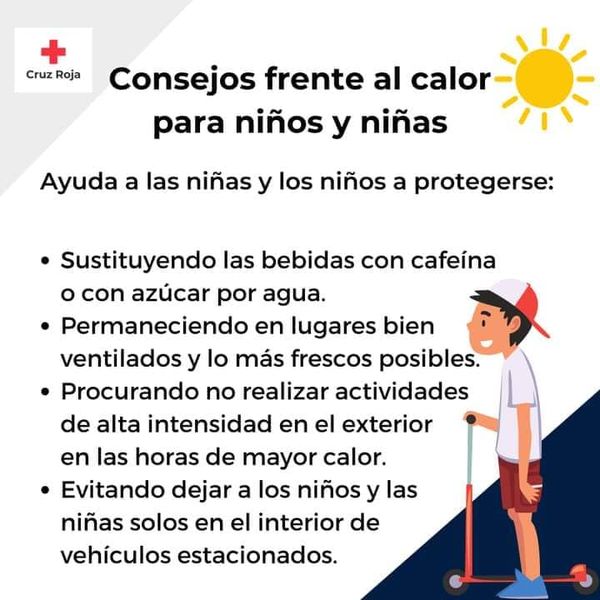 Cruz Roja
Consejos frente al calor
para niños y niñas
Ayuda a las niñas y los niños a protegerse:
• Sustituyendo las bebidas con cafeína
o con azúcar por agua.
• Permaneciendo en lugares bien
ventilados y lo más frescos posibles.
• Procurando no realizar actividades
de alta intensidad en el exterior
en las horas de mayor calor.
• Evitando dejar a los niños y las
niñas solos en el interior de
vehículos estacionados.